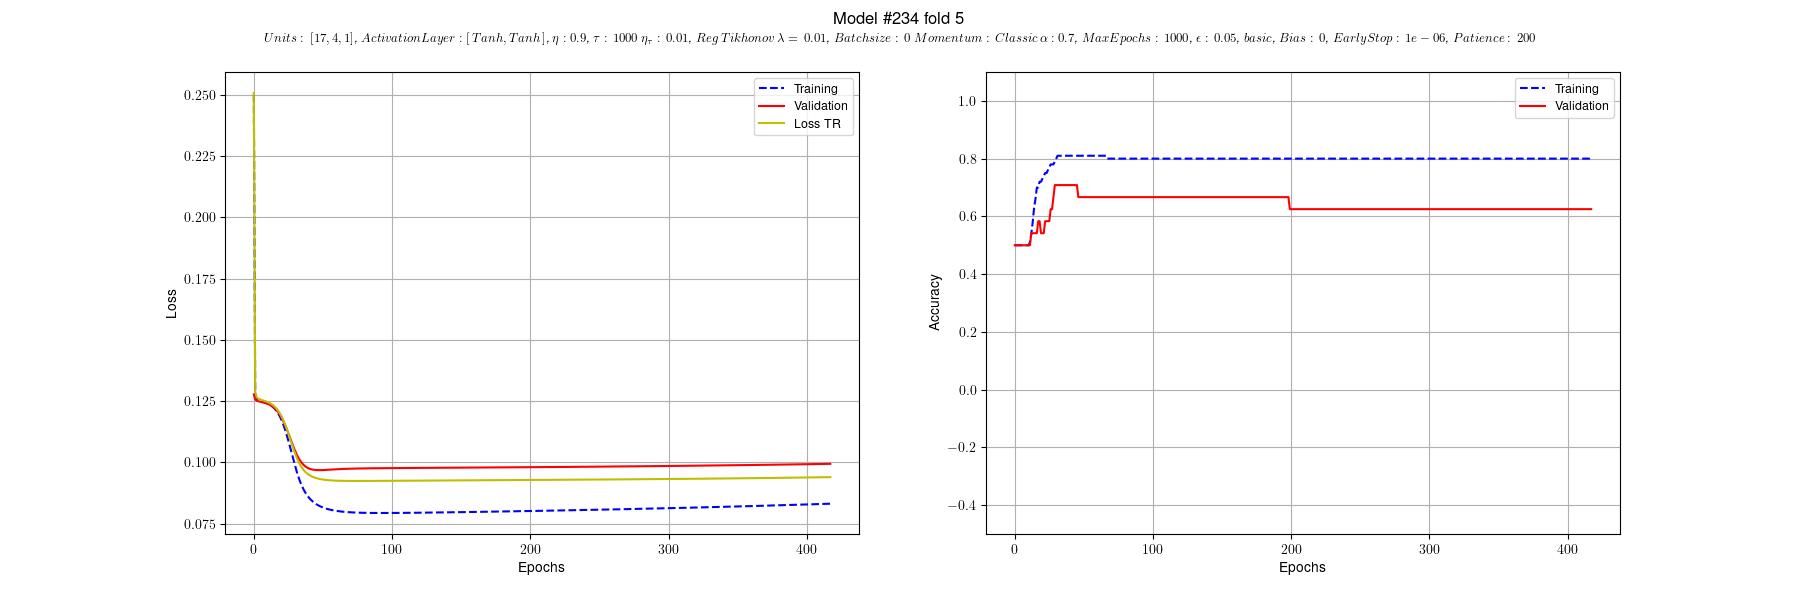 Model #234 fold 5
Units : [17, 4, 1], ActivationLayer : [Tanh, Tanh], η : 0.9, τ : 1000 ητ : 0.01, Reg Tikhonov λ = 0.01, Batchsize : 0 Momentum : Classic α : 0.7, MaxEpochs : 1000, ϵ : 0.05, basic, Bias : 0, EarlyStop : 1e − 06, Patience : 200
Training
Validation
Loss TR
0.250
0.225
0.200
0.175
0.150
0.125
0.100
0.075
Loss
0
100
200
300
400
Epochs
Training
Validation
1.0
0.8
0.6
0.4
0.2
0.0
−0.2
−0.4
Accuracy
0
100
200
300
400
Epochs